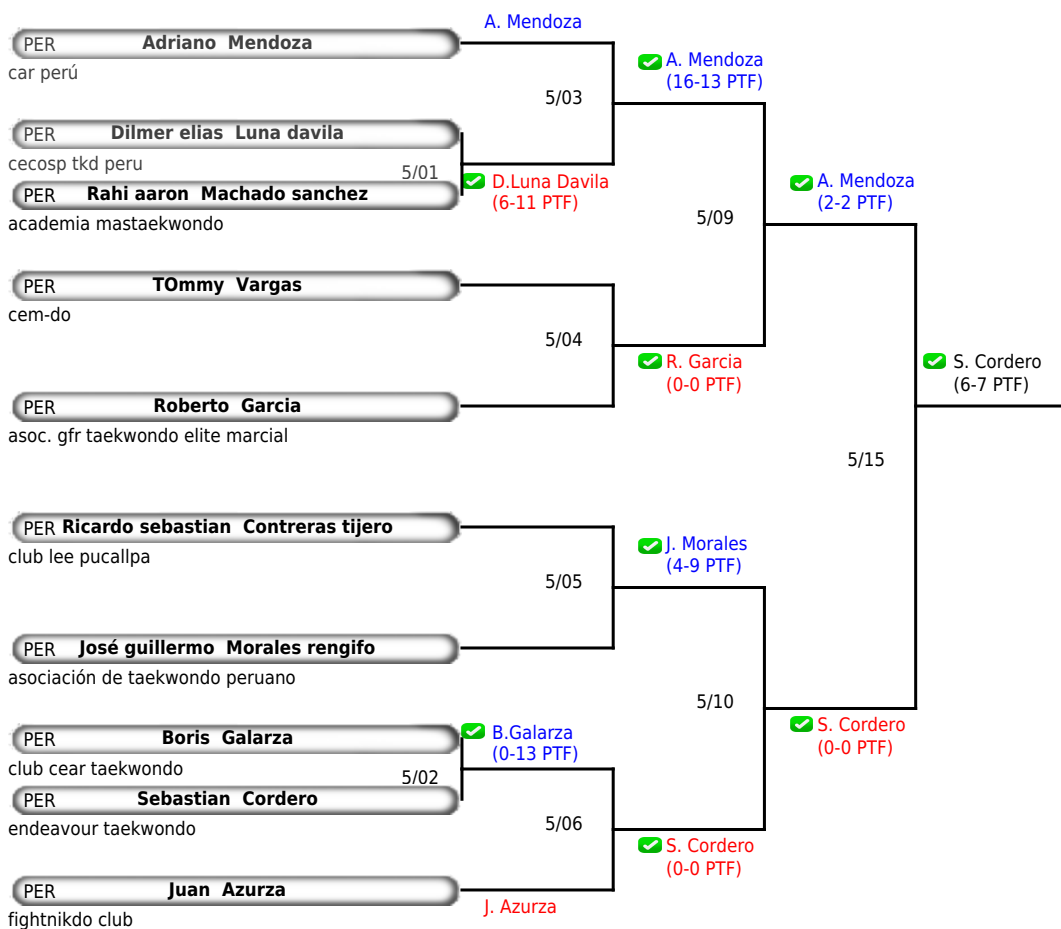 A. Mendoza
PER Adriano Mendoza
car perú
A. Mendoza
(16-13 PTF)
5/03
PER Dilmer elias Luna davila
cecosp tkd peru
5/01
D.Luna Davila
(6-11 PTF)
PER Rahi aaron Machado sanchez
academia mastaekwondo
A. Mendoza
(2-2 PTF)
5/09
PER TOmmy Vargas
cem-do
5/04
R. Garcia
(0-0 PTF)
S. Cordero
(6-7 PTF)
PER Roberto Garcia
asoc. gfr taekwondo elite marcial
5/15
PER Ricardo sebastian Contreras tijero
club lee pucallpa
J. Morales
(4-9 PTF)
5/05
PER José guillermo Morales rengifo
asociación de taekwondo peruano
5/10
S. Cordero
(0-0 PTF)
PER Boris Galarza
club cear taekwondo
B.Galarza
(0-13 PTF)
5/02
PER Sebastian Cordero
endeavour taekwondo
5/06
S. Cordero
(0-0 PTF)
PER Juan Azurza
fightnikdo club
J. Azurza